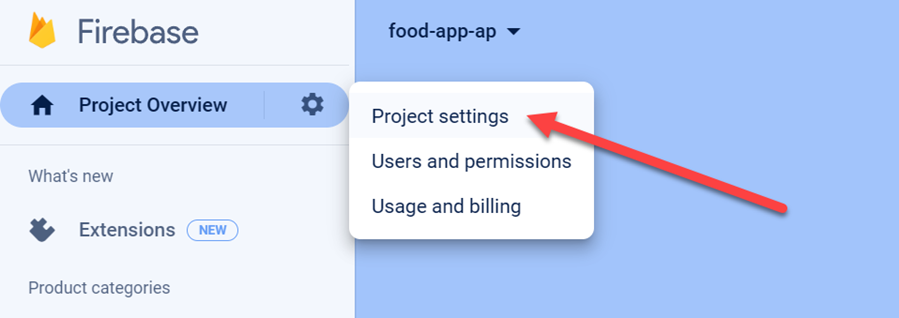 Firebase
food-app-ap
Project Overview
Project settings
Users and permissions
Usage and billing
What's new
Extensions NEW
Product categories